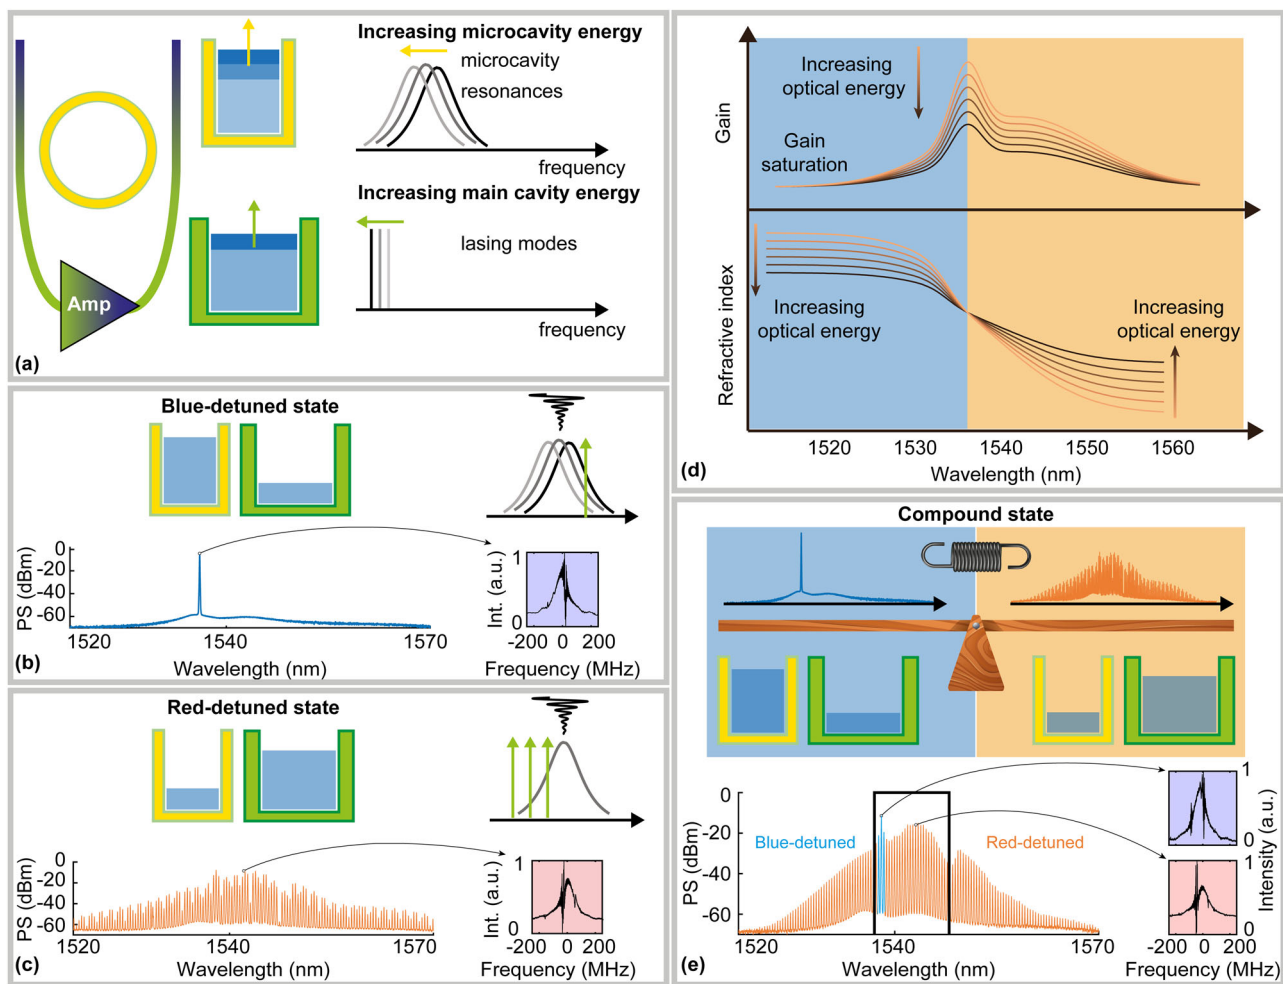 Increasing microcavity energy
microcavity
resonances
frequency
Increasing main cavity energy
lasing modes
frequency
Amp
(a)
Blue-detuned state
0
-20
-40
-60
PS (dBm)
1520
1540
1570
Wavelength (nm)
1
0
Int. (a.u.)
-200
0
200
Frequency (MHz)
(b)
Red-detuned state
0
-20
-40
-60
PS (dBm)
1520
1540
1570
Wavelength (nm)
1
0
Int. (a.u.)
-200
0
200
Frequency (MHz)
(c)
Gain
Increasing
optical energy
Gain
saturation
Refractive index
Increasing
optical energy
Increasing
optical energy
1520
1530
1540
1550
1560
Wavelength (nm)
(d)
Compound state
0
-20
-60
PS (dBm)
Blue-detuned
Red-detuned
1520
1540
1570
Wavelength (nm)
1
0
1
0
Intensity (a.u.)
-200
0
200
Frequency (MHz)
(e)